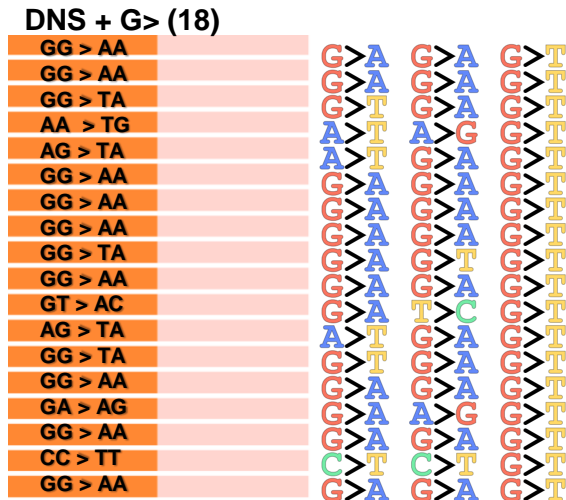 DNS + G> (18)
GG > AA G>A G>A G>T
GG > AA G>A G>A G>T
GG > TA G>T G>A G>T
AA > TG A>T A>G G>T
AG > TA A>T G>A G>T
GG > AA G>A G>A G>T
GG > AA G>A G>A G>T
GG > AA G>A G>A G>T
GG > TA G>A G>T G>T
GG > AA G>A G>A G>T
GT > AC G>A T>C G>T
AG > TA A>T G>A G>T
GG > TA G>T G>A G>T
GG > AA G>A G>A G>T
GA > AG G>A A>G G>T
GG > AA G>A G>A G>T
CC > TT C>T C>T G>T
GG > AA G>A G>A G>T